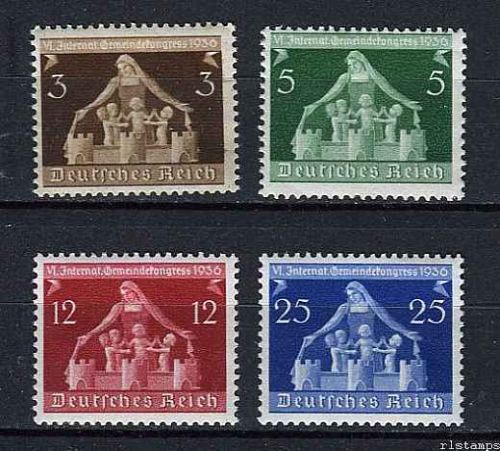 VI. Internat. Gemeindekongress 1936
3 3
Deutsches Reich
VI. Internat. Gemeindekongress 1936
5 5
Deutsches Reich
VI. Internat. Gemeindekongress 1936
12 12
Deutsches Reich
VI. Internat. Gemeindekongress 1936
25 25
Deutsches Reich
rlstamps